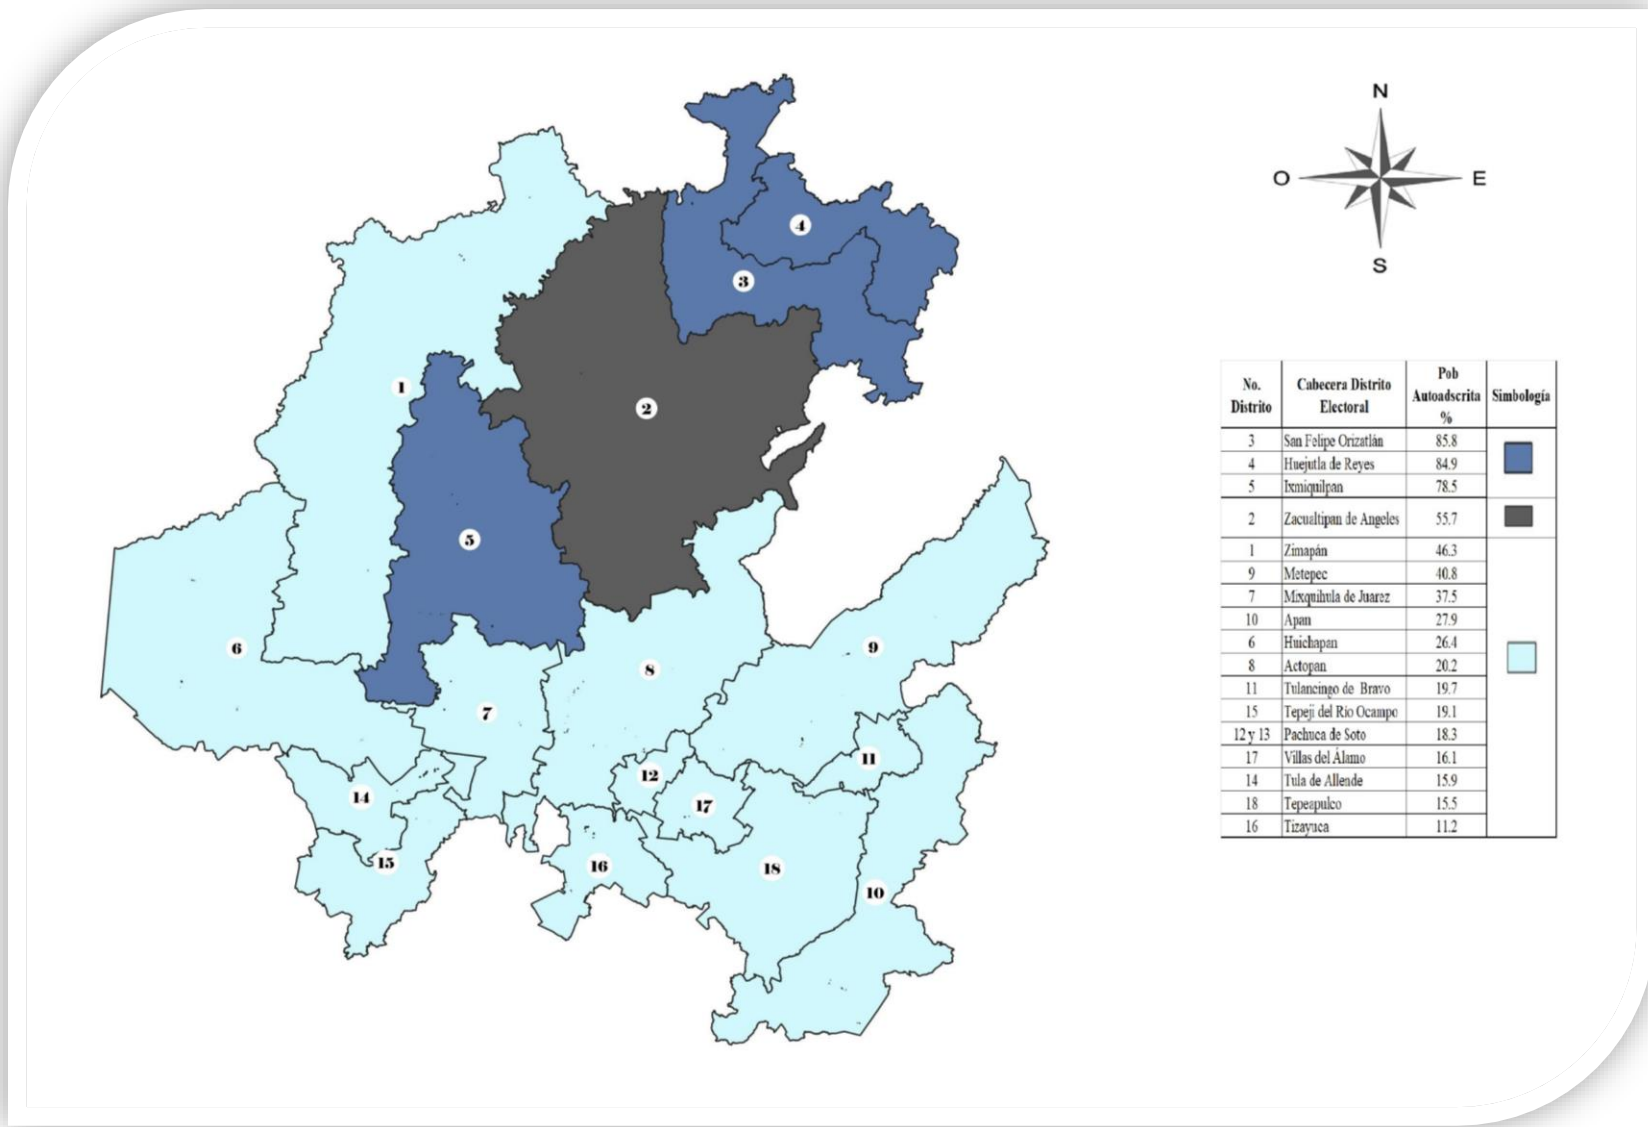 N
O
E
S
4
3
1
2
5
6
9
8
7
12
11
14
17
15
16
18
10
No. Distrito Cabecera Distrito Electoral Pob Autoadscrita % Simbología
3 San Felipe Orizatlán 85.8
4 Huejutla de Reyes 84.9
5 Ixmiquilpan 78.5
2 Zacualtipan de Angeles 55.7
1 Zimapán 46.3
9 Metepec 40.8
7 Mixquihula de Juarez 37.5
10 Apan 27.9
6 Huichapan 26.4
8 Actopan 20.2
11 Tulancingo de Bravo 19.7
15 Tepeji del Rio Ocampo 19.1
12 y 13 Pachuca de Soto 18.3
17 Villas del Álamo 16.1
14 Tula de Allende 15.9
18 Tepeapulco 15.5
16 Tizayuca 11.2